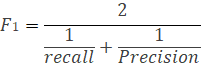 F1 = 2 / (1/recall + 1/Precision)